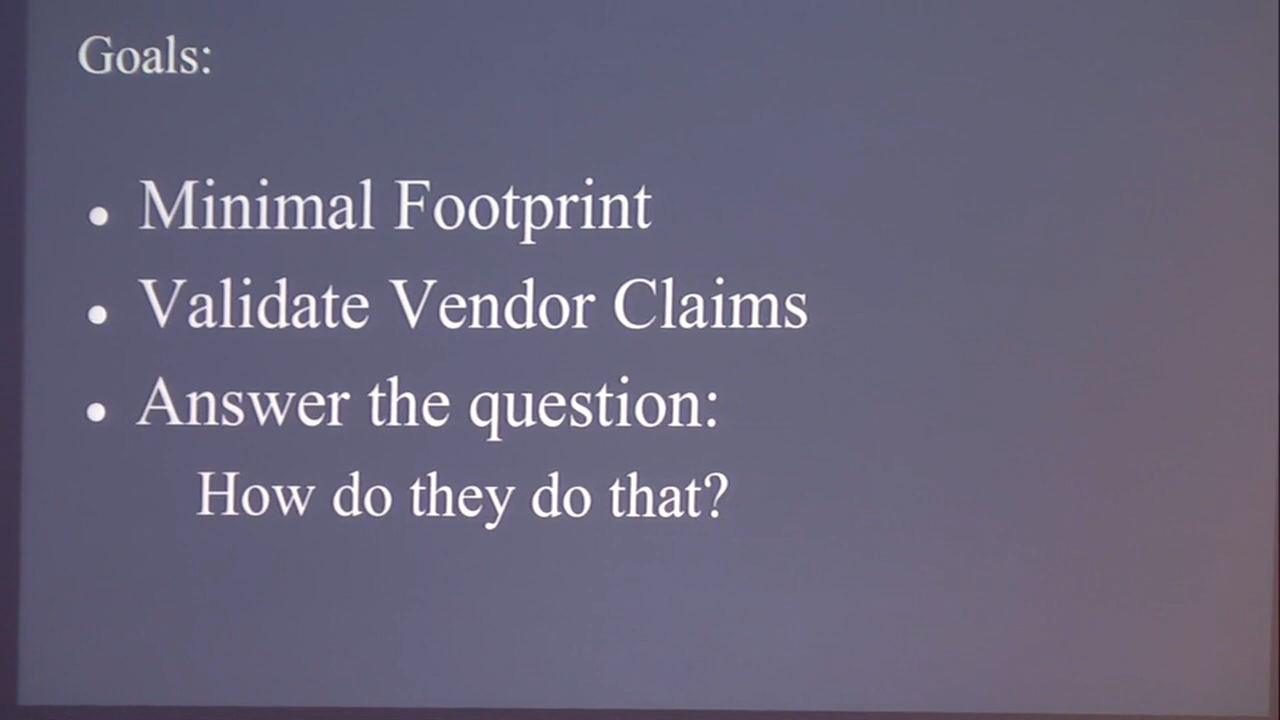 Goals:
• Minimal Footprint
• Validate Vendor Claims
• Answer the question:
How do they do that?